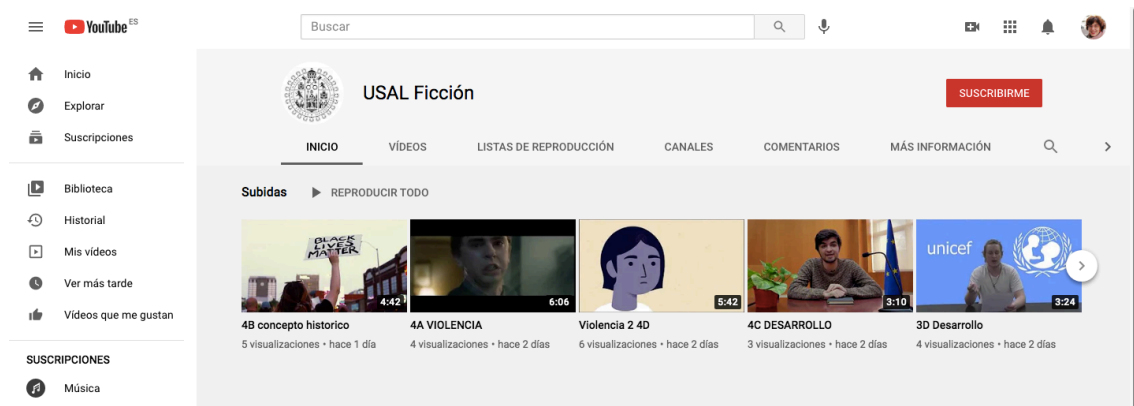 YouTube ES
Buscar
Inicio
Explorar
Suscripciones
Biblioteca
Historial
Mis vídeos
Ver más tarde
Vídeos que me gustan
SUSCRIPCIONES
Música
USAL Ficción
SUSCRIBIRME
INICIO VÍDEOS LISTAS DE REPRODUCCIÓN CANALES COMENTARIOS MÁS INFORMACIÓN
Subidas REPRODUCIR TODO
BLACK
LIVES
MATTER
4:42
6:06
5:42
3:10
unicef
3:24
4B concepto historico
5 visualizaciones • hace 1 día
4A VIOLENCIA
4 visualizaciones • hace 2 días
Violencia 2 4D
6 visualizaciones • hace 2 días
4C DESARROLLO
3 visualizaciones • hace 2 días
3D Desarrollo
4 visualizaciones • hace 2 días